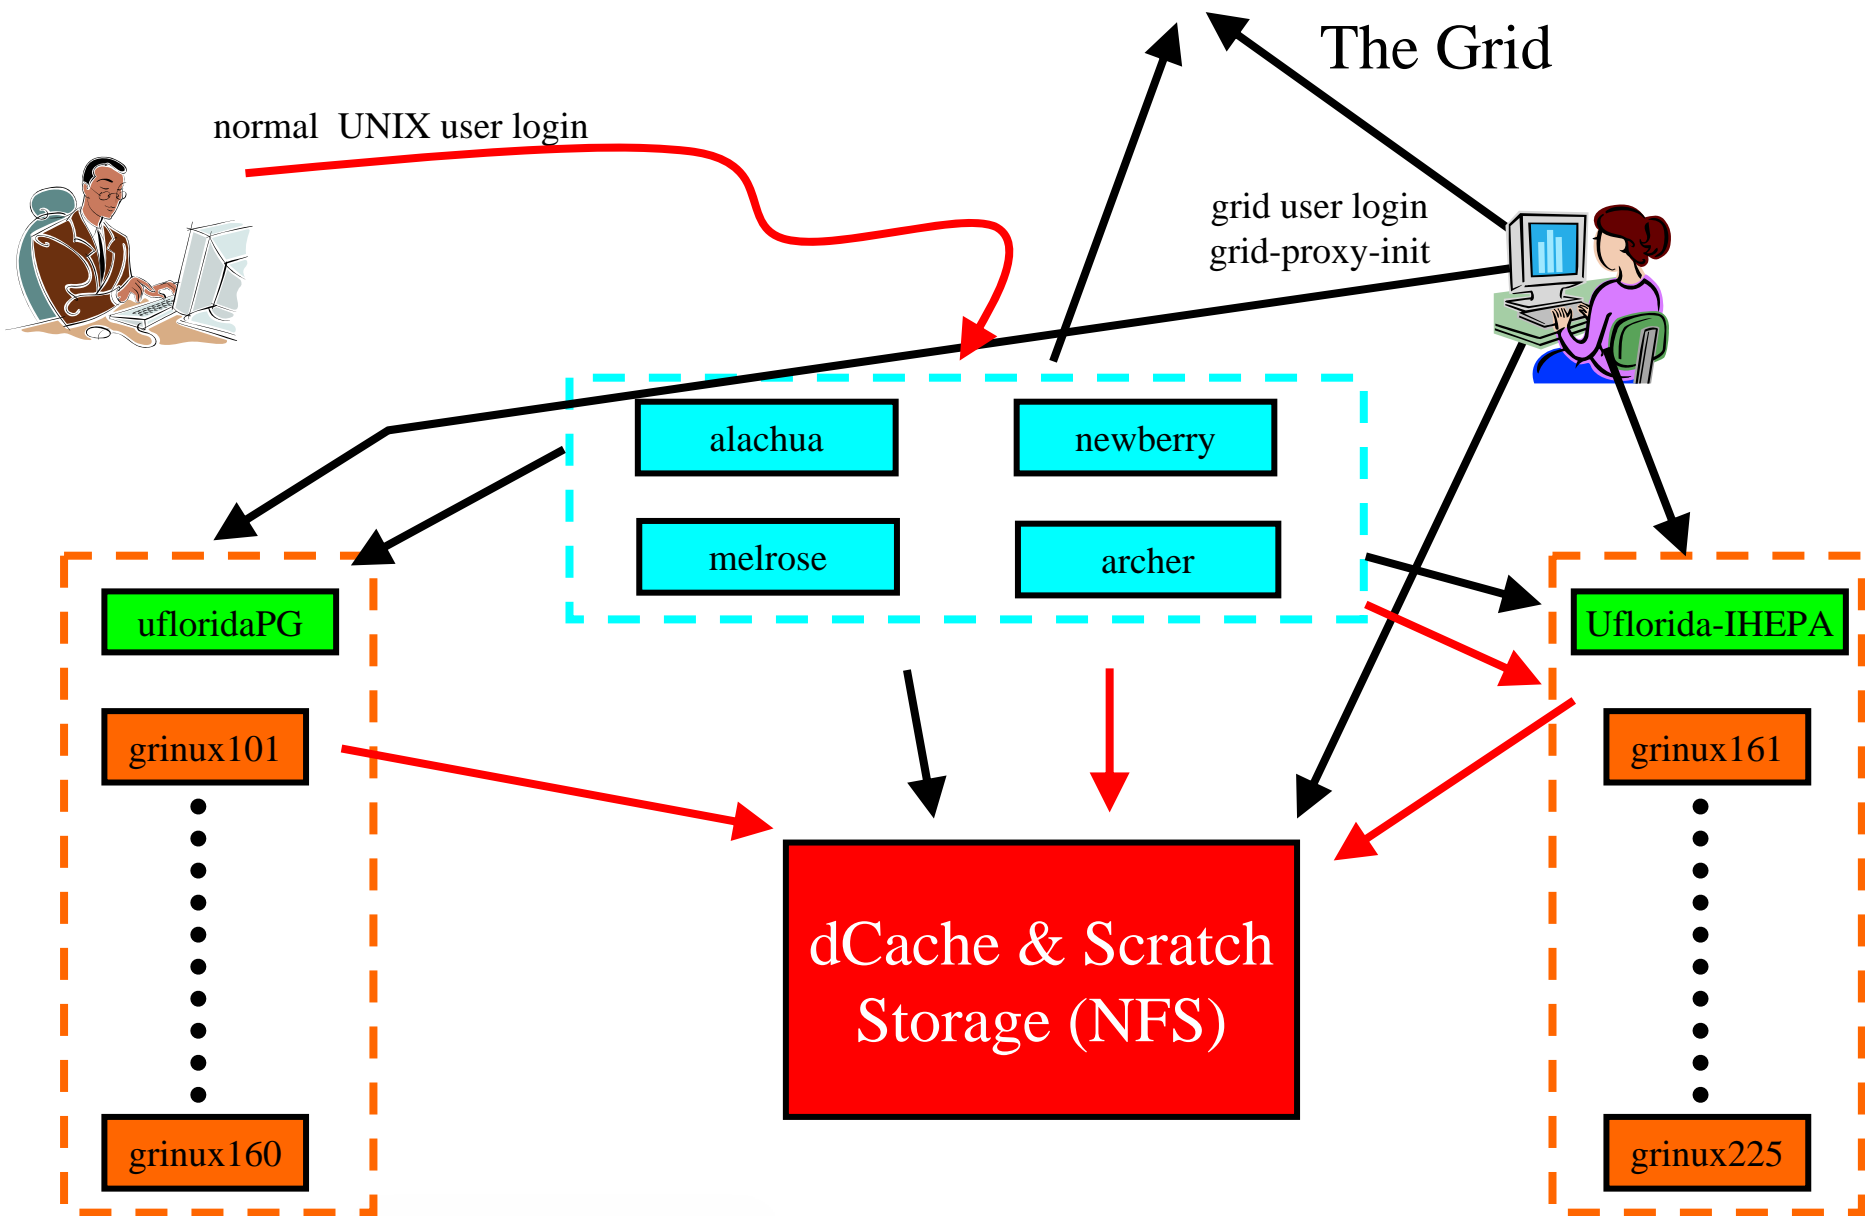 The Grid
normal UNIX user login
grid user login
grid-proxy-init
alachua
newberry
melrose
archer
ufloridaPG
Uflorida-IHEPA
grinux101
grinux161
dCache & Scratch
Storage (NFS)
grinux160
grinux225